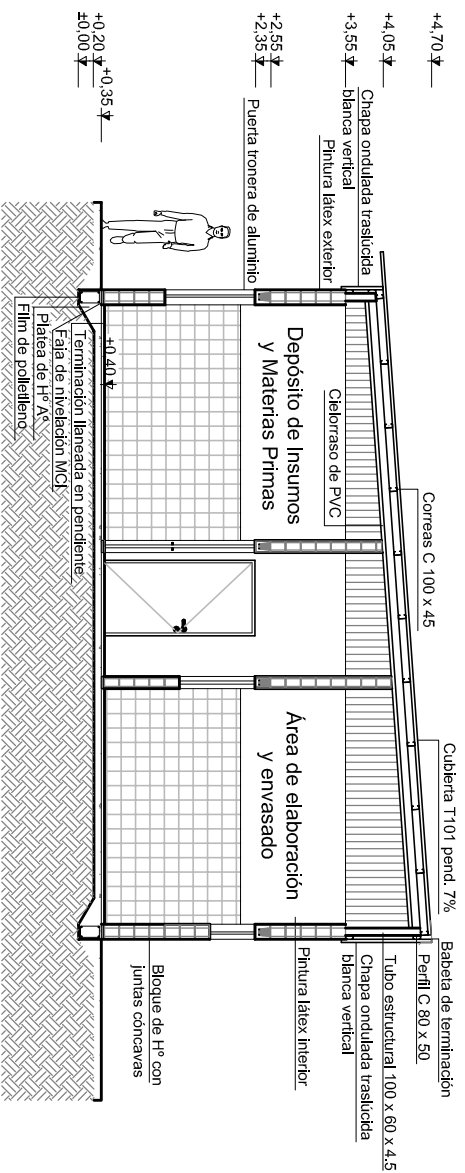 +4,70
+4,05
+3,55
+2,55
+2,35
+0,35
+0,20
±0,00
Chapa ondulada traslúcida
blanca vertical
Pintura látex exterior
Puerta tronera de aluminio
Correas C 100 x 45
Cubierta T101 pend. 7%
Babeta de terminación
Perfil C 80 x 50
Tubo estructural 100 x 60 x 4.5
Chapa ondulada traslúcida
blanca vertical
Cielorraso de PVC
Depósito de Insumos
y Materias Primas
Área de elaboración
y envasado
Pintura látex interior
Bloque de Hº con
juntas cóncavas
+0,40
Terminación llaneada en pendiente
Faja de nivelación MCI
Platea de Hº Aº
Film de polietileno